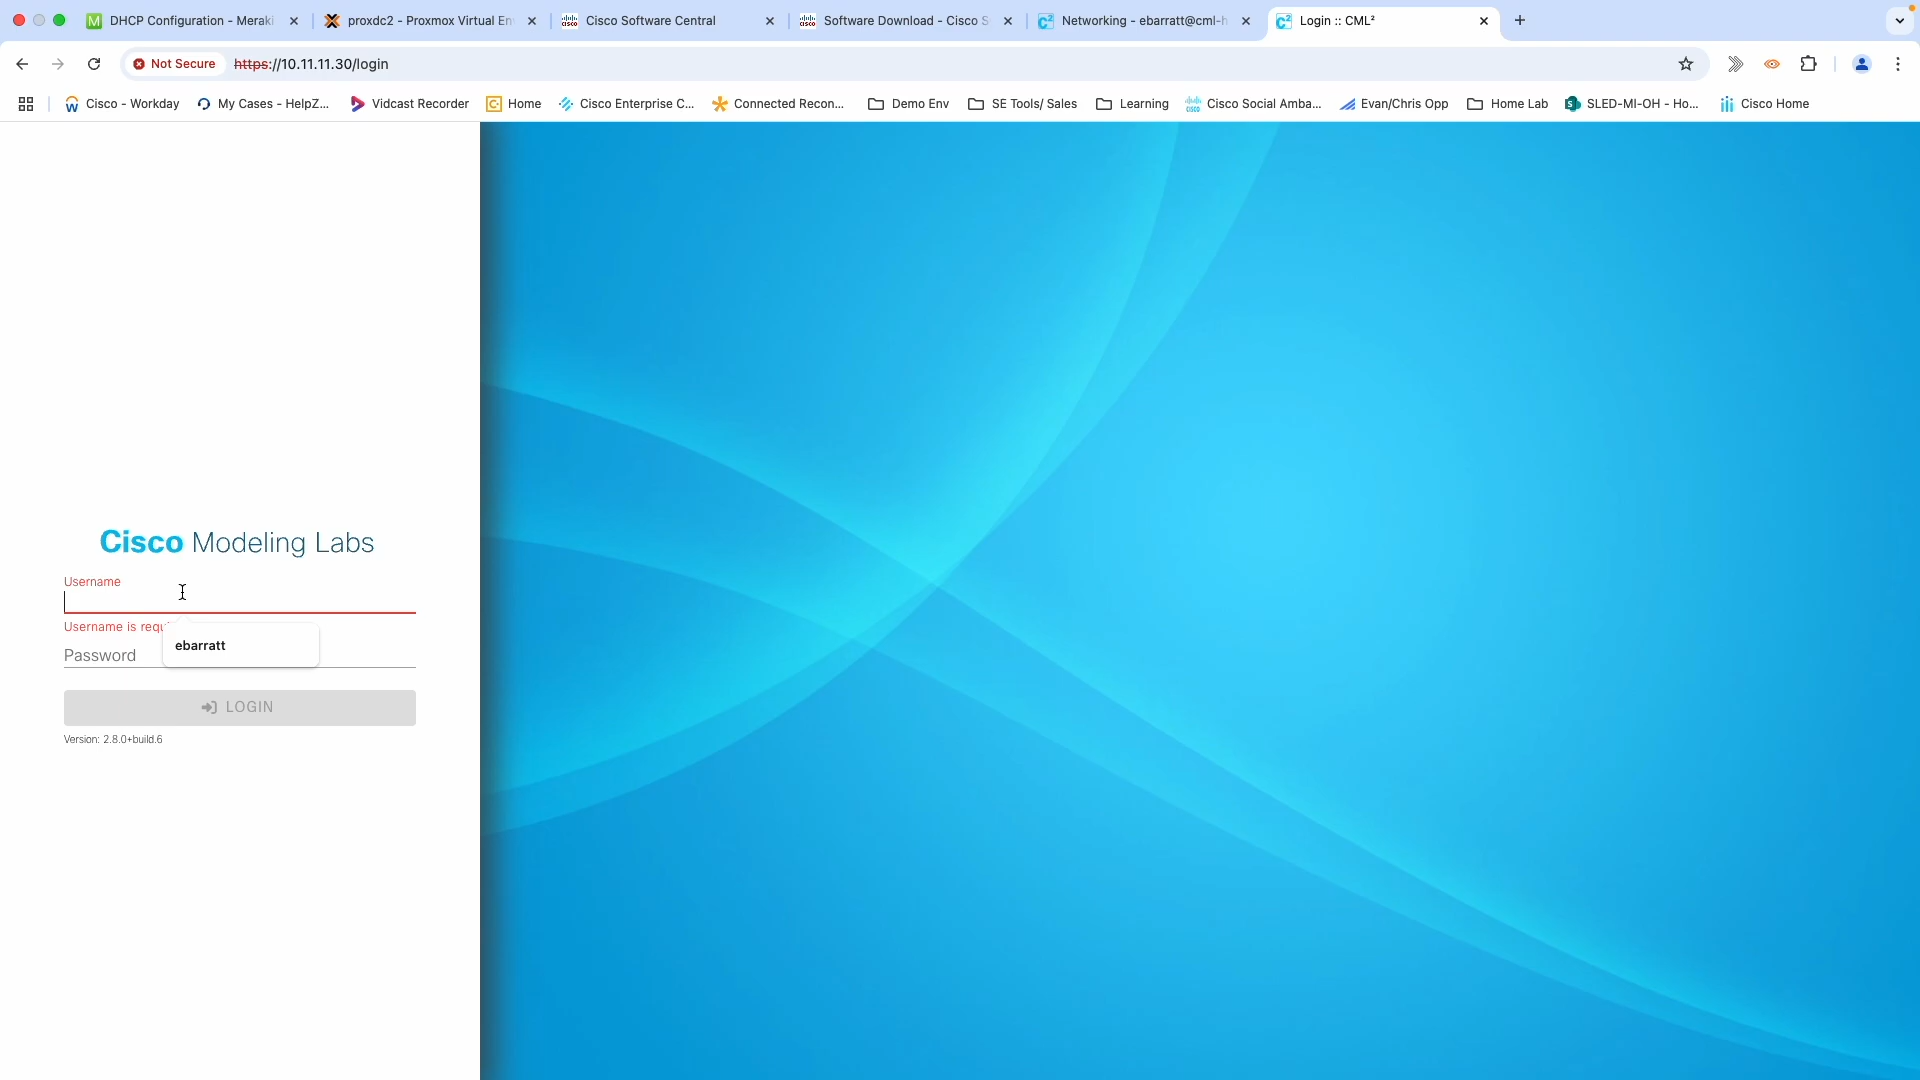 DHCP Configuration - Meraki
proxdc2 - Proxmox Virtual En
Cisco Software Central
Software Download - Cisco S
Networking - ebarratt@cml-h
Login :: CML²
Not Secure
https://10.11.11.30/login
Cisco - Workday
My Cases - HelpZ...
Vidcast Recorder
Home
Cisco Enterprise C...
Connected Recon...
Demo Env
SE Tools/ Sales
Learning
Cisco Social Amba...
Evan/Chris Opp
Home Lab
SLED-MI-OH - Ho...
Cisco Home
Cisco Modeling Labs
Username
Username is requ
ebarratt
Password
LOGIN
Version: 2.8.0+build.6